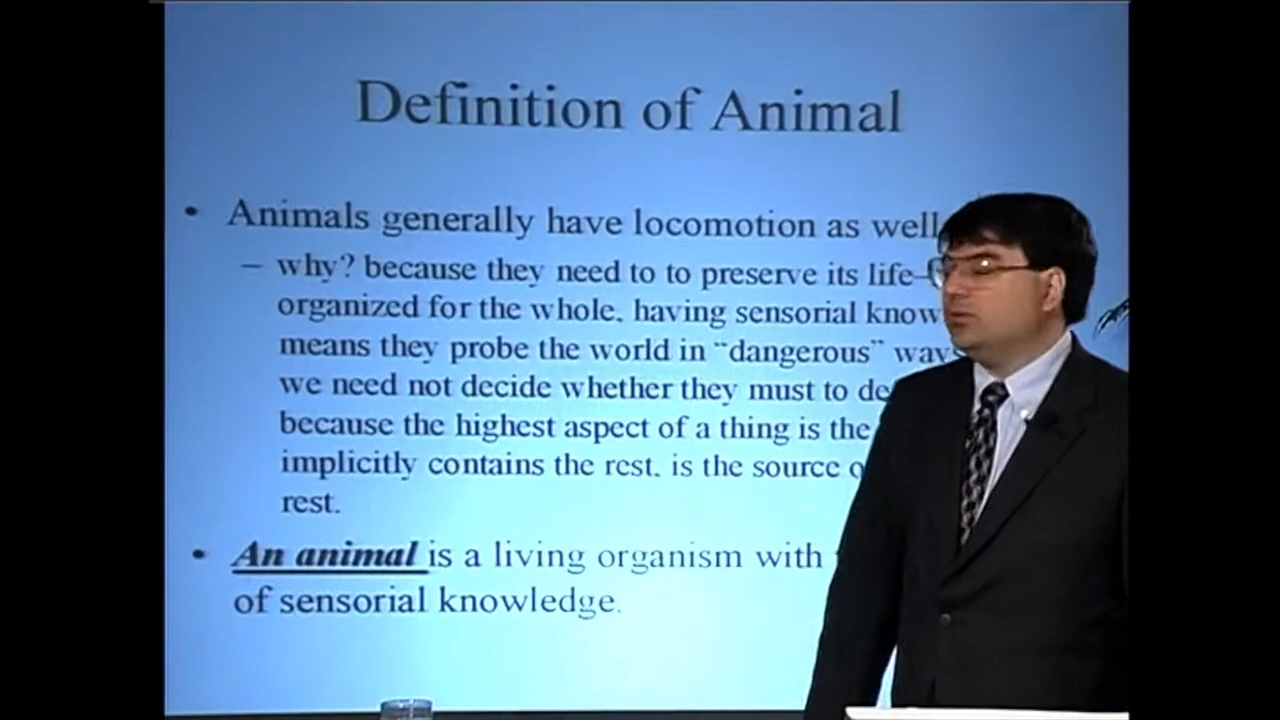 Definition of Animal
• Animals generally have locomotion as well
– why? because they need to to preserve its life–
organized for the whole, having sensorial know
means they probe the world in "dangerous" ways
we need not decide whether they must to de
because the highest aspect of a thing is the
implicitly contains the rest. is the source o
rest.
• An animal is a living organism with
of sensorial knowledge.